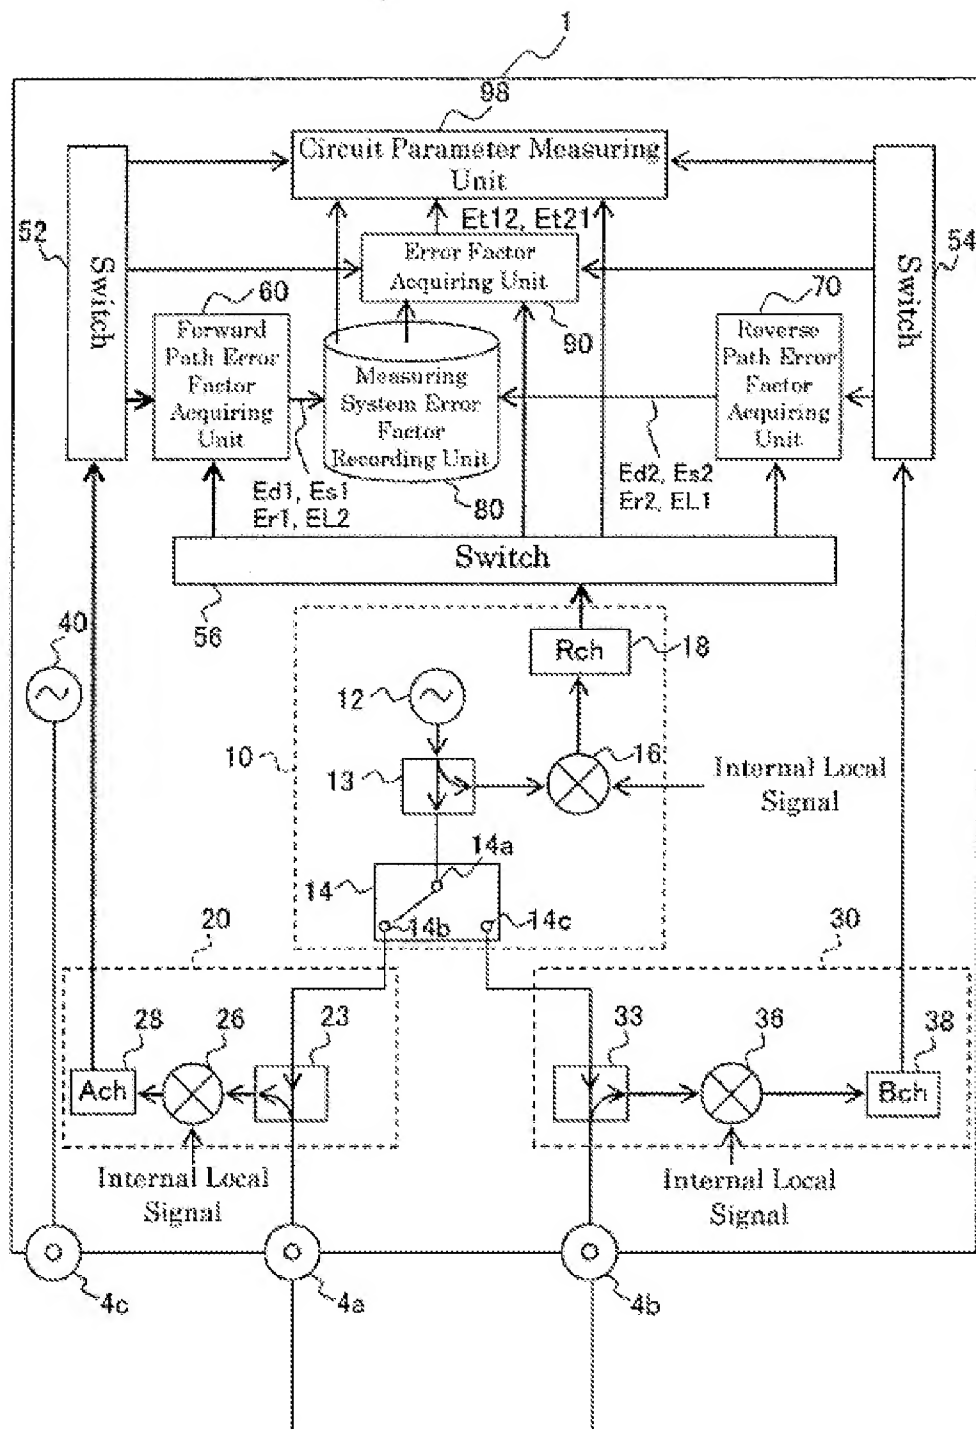 1
98
Circuit Parameter Measuring
Unit
52
Switch
Et12, Et21
Error Factor
Acquiring Unit
54
Switch
60
Forward
Path Error
Factor
Acquiring
Unit
90
70
Reverse
Path Error
Factor
Acquiring
Unit
Measuring
System Error
Factor
Recording Unit
Ed1, Es1
Er1, EL2
80
Ed2, Es2
Er2, EL1
Switch
56
40
Rch
18
12
10
13
16
Internal Local
Signal
14
14a
14b
14c
20
30
28
26
23
33
36
38
Ach
Bch
Internal Local
Signal
Internal Local
Signal
4c
4a
4b